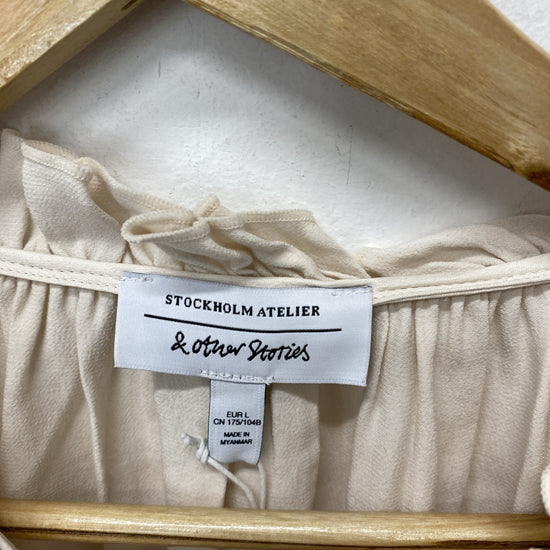 STOCKHOLM ATELIER
& Other Stories
EUR L
CN 175/104B
MADE IN
MYANMAR